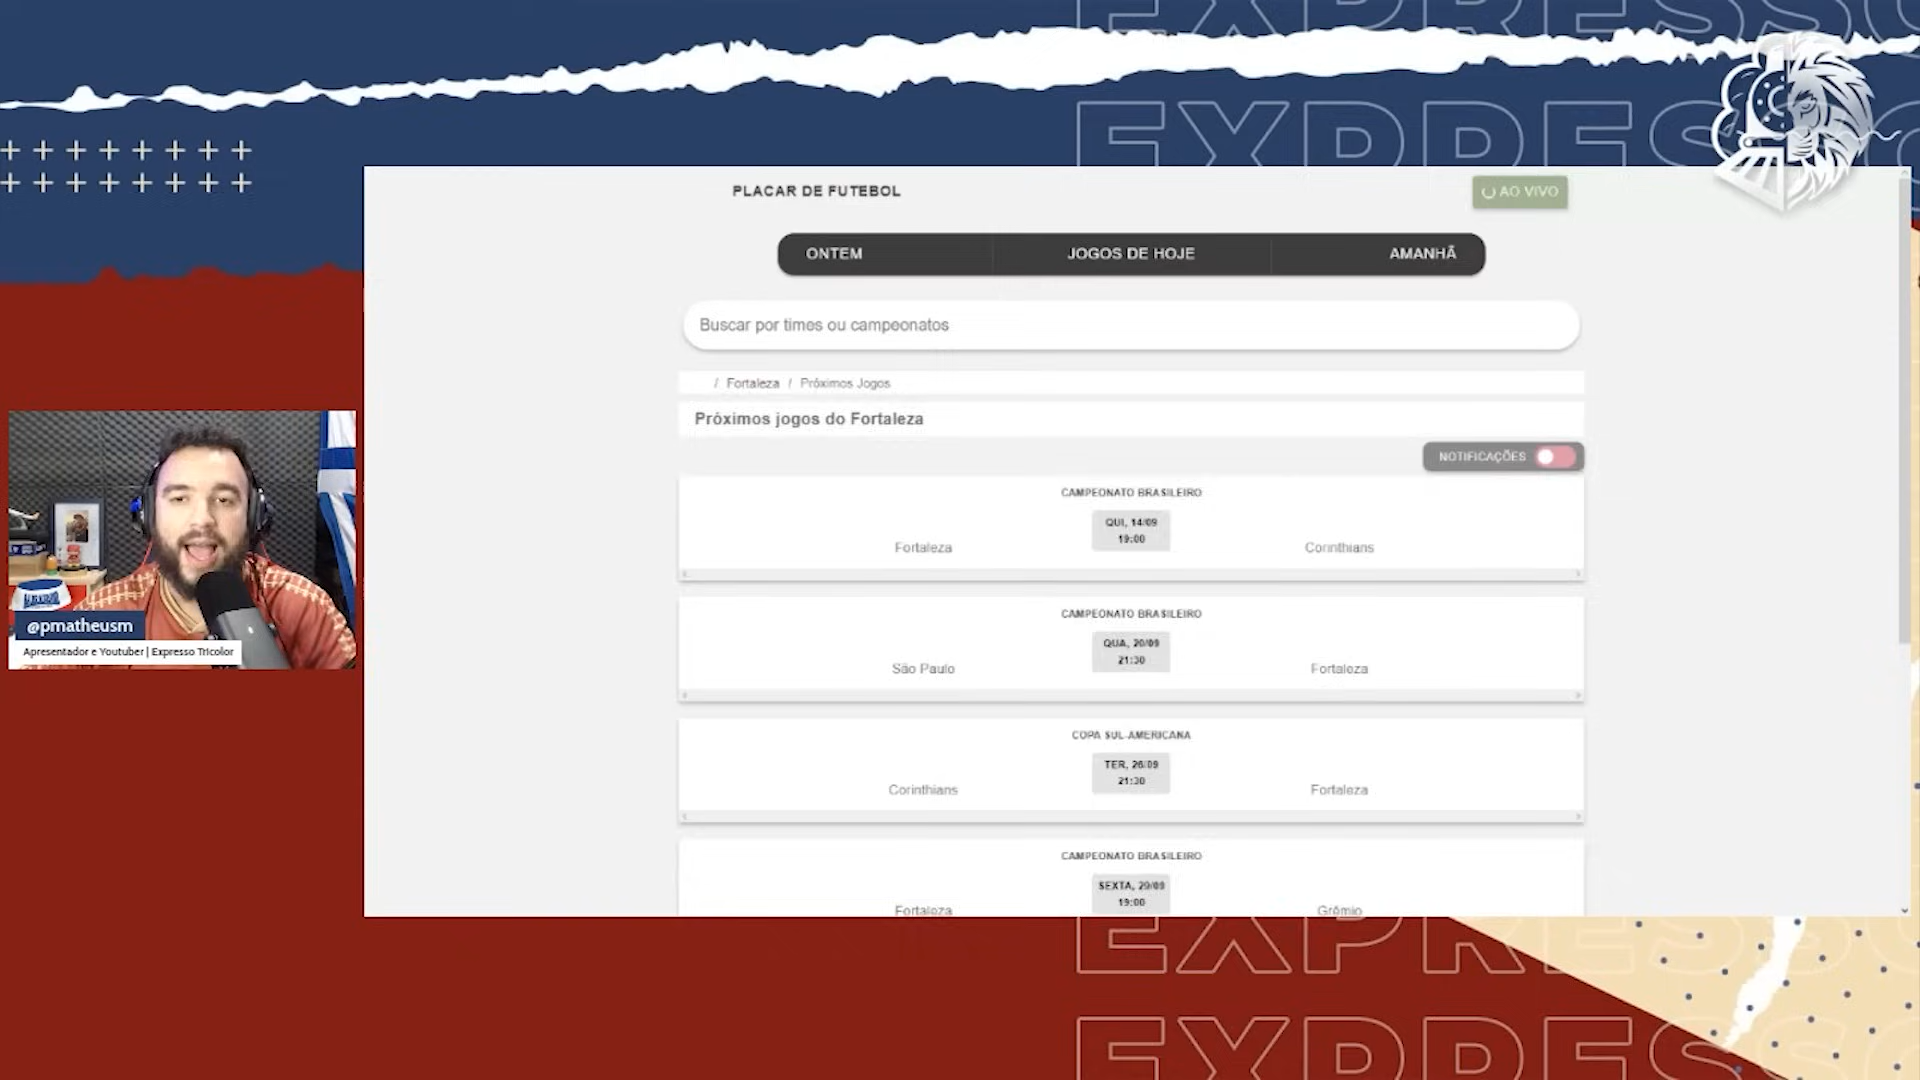 EXPRESSO
EXPRESSO
PLACAR DE FUTEBOL
AO VIVO
ONTEM
JOGOS DE HOJE
AMANHÃ
Buscar por times ou campeonatos
/ Fortaleza / Próximos Jogos
Próximos jogos do Fortaleza
NOTIFICAÇÕES
CAMPEONATO BRASILEIRO
QUI, 14/09
19:00
Fortaleza
Corinthians
CAMPEONATO BRASILEIRO
QUA, 20/09
21:30
São Paulo
Fortaleza
COPA SUL-AMERICANA
TER, 26/09
21:30
Corinthians
Fortaleza
CAMPEONATO BRASILEIRO
SEXTA, 29/09
19:00
Fortaleza
Grêmio
@pmatheusm
Apresentador e Youtuber | Expresso Tricolor
EXPRESSO
EXPRESSO